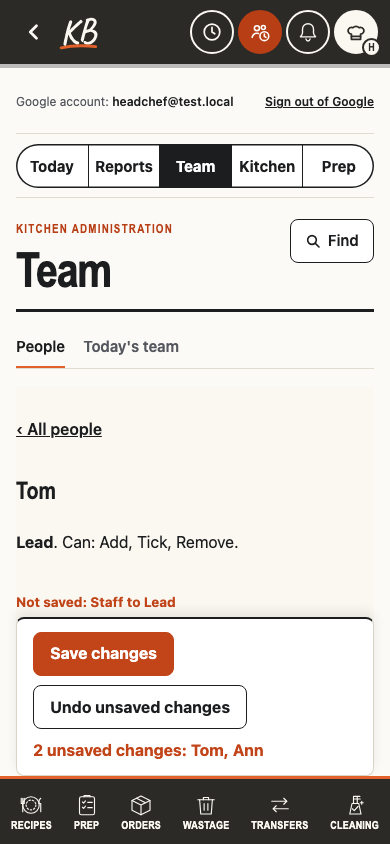 KB
H
Google account: headchef@test.local
Sign out of Google
Today
Reports
Team
Kitchen
Prep
KITCHEN ADMINISTRATION
Team
Find
People
Today's team
‹ All people
Tom
Lead. Can: Add, Tick, Remove.
Not saved: Staff to Lead
Save changes
Undo unsaved changes
2 unsaved changes: Tom, Ann
RECIPES
PREP
ORDERS
WASTAGE
TRANSFERS
CLEANING